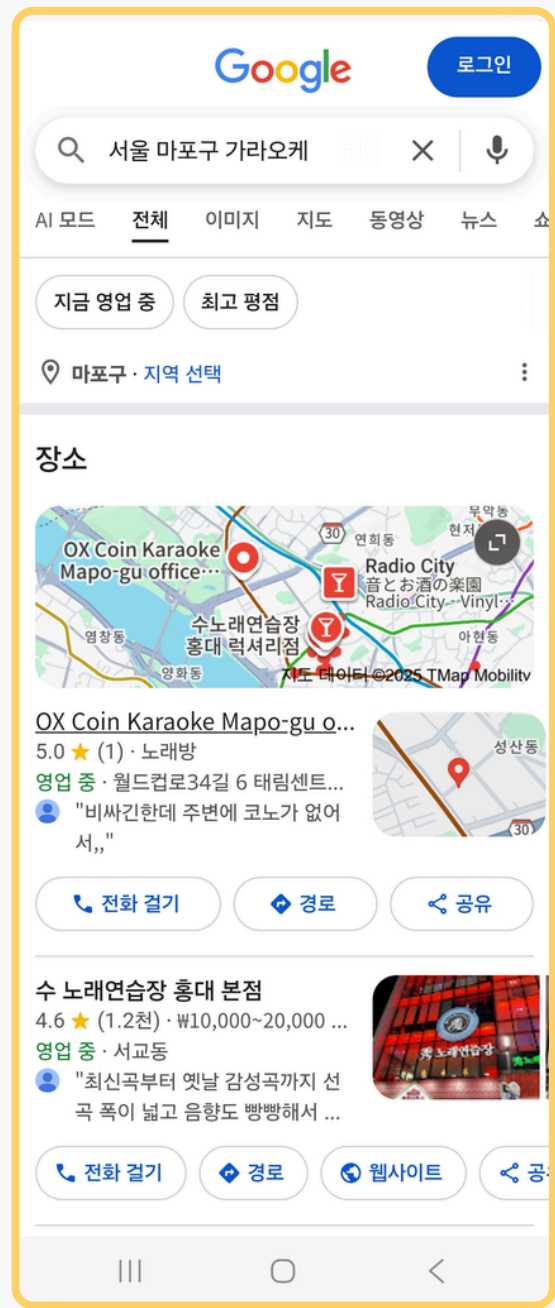 Google
로그인
서울 마포구 가라오케
AI 모드 전체 이미지 지도 동영상 뉴스
지금 영업 중 최고 평점
마포구 · 지역 선택
장소
무악동
30 연희동 현저
OX Coin Karaoke
Mapo-gu office…
Radio City
音とお酒の楽園
Radio City -Vinyl…
수노래연습장
홍대 럭셔리점
염창동
아현동
양화동
지도 데이터 ©2025 TMap Mobility
OX Coin Karaoke Mapo-gu o...
5.0 ★ (1) · 노래방
영업 중 · 월드컵로34길 6 태림센트...
"비싸긴한데 주변에 코노가 없어
서,,"
성산동
30
전화 걸기 경로 공유
수 노래연습장 홍대 본점
4.6 ★ (1.2천) · ₩10,000~20,000 ...
영업 중 · 서교동
"최신곡부터 옛날 감성곡까지 선
곡 폭이 넓고 음향도 빵빵해서 ...
秀 노래연습장
전화 걸기 경로 웹사이트 공유